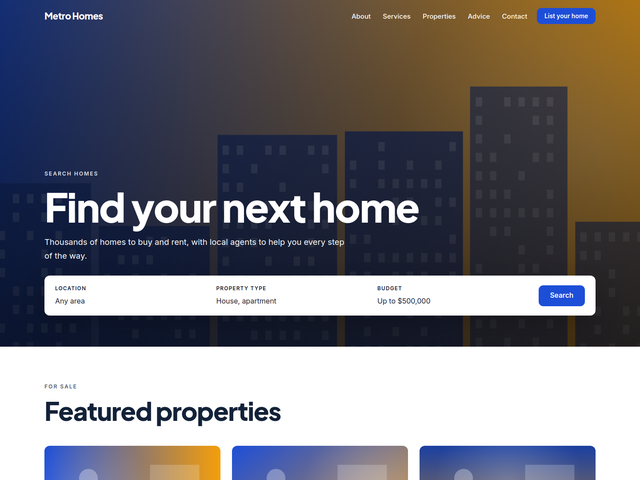 Metro Homes
About Services Properties Advice Contact List your home
SEARCH HOMES
Find your next home
Thousands of homes to buy and rent, with local agents to help you every step
of the way.
LOCATION PROPERTY TYPE BUDGET
Any area House, apartment Up to $500,000 Search
FOR SALE
Featured properties